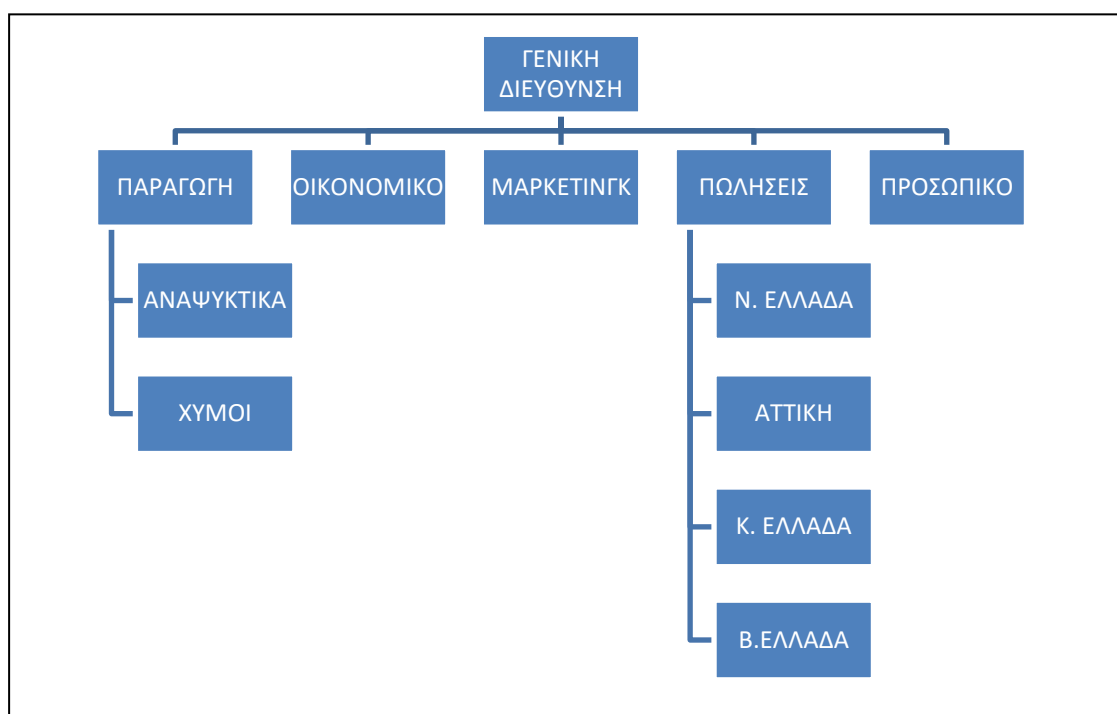 ΓΕΝΙΚΗ
ΔΙΕΥΘΥΝΣΗ
ΠΑΡΑΓΩΓΗ
ΟΙΚΟΝΟΜΙΚΟ
ΜΑΡΚΕΤΙΝΓΚ
ΠΩΛΗΣΕΙΣ
ΠΡΟΣΩΠΙΚΟ
ΑΝΑΨΥΚΤΙΚΑ
ΧΥΜΟΙ
Ν. ΕΛΛΑΔΑ
ΑΤΤΙΚΗ
Κ. ΕΛΛΑΔΑ
Β.ΕΛΛΑΔΑ